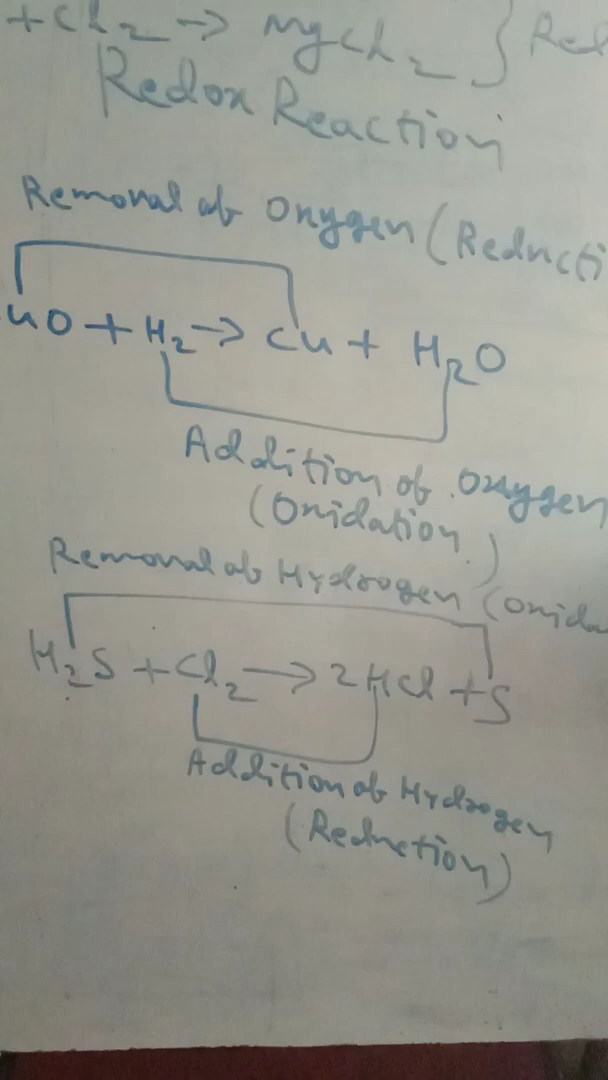 +Cl₂ → MgCl₂ } Red
Redox Reaction
Removal of Oxygen (Reducti
uO + H₂ → Cu + H₂O
Addition of Oxygen
(Oxidation)
Removal of Hydrogen (Oxida
H₂S + Cl₂ → 2HCl + S
Addition of Hydrogen
(Reduction)